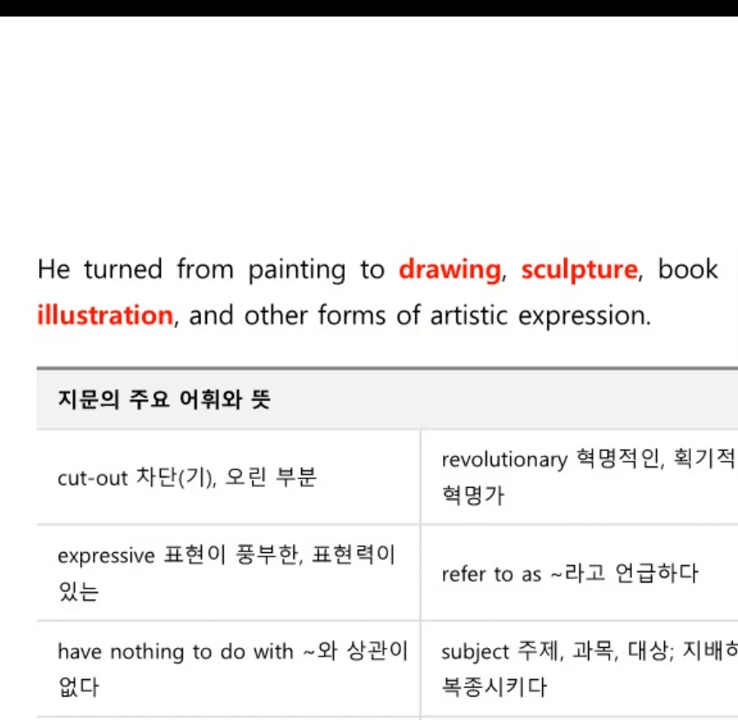 He turned from painting to drawing, sculpture, book
illustration, and other forms of artistic expression.
지문의 주요 어휘와 뜻
cut-out 차단(기), 오린 부분
revolutionary 혁명적인, 획기적
혁명가
expressive 표현이 풍부한, 표현력이
있는
refer to as ~라고 언급하다
have nothing to do with ~와 상관이
없다
subject 주제, 과목, 대상; 지배하
복종시키다